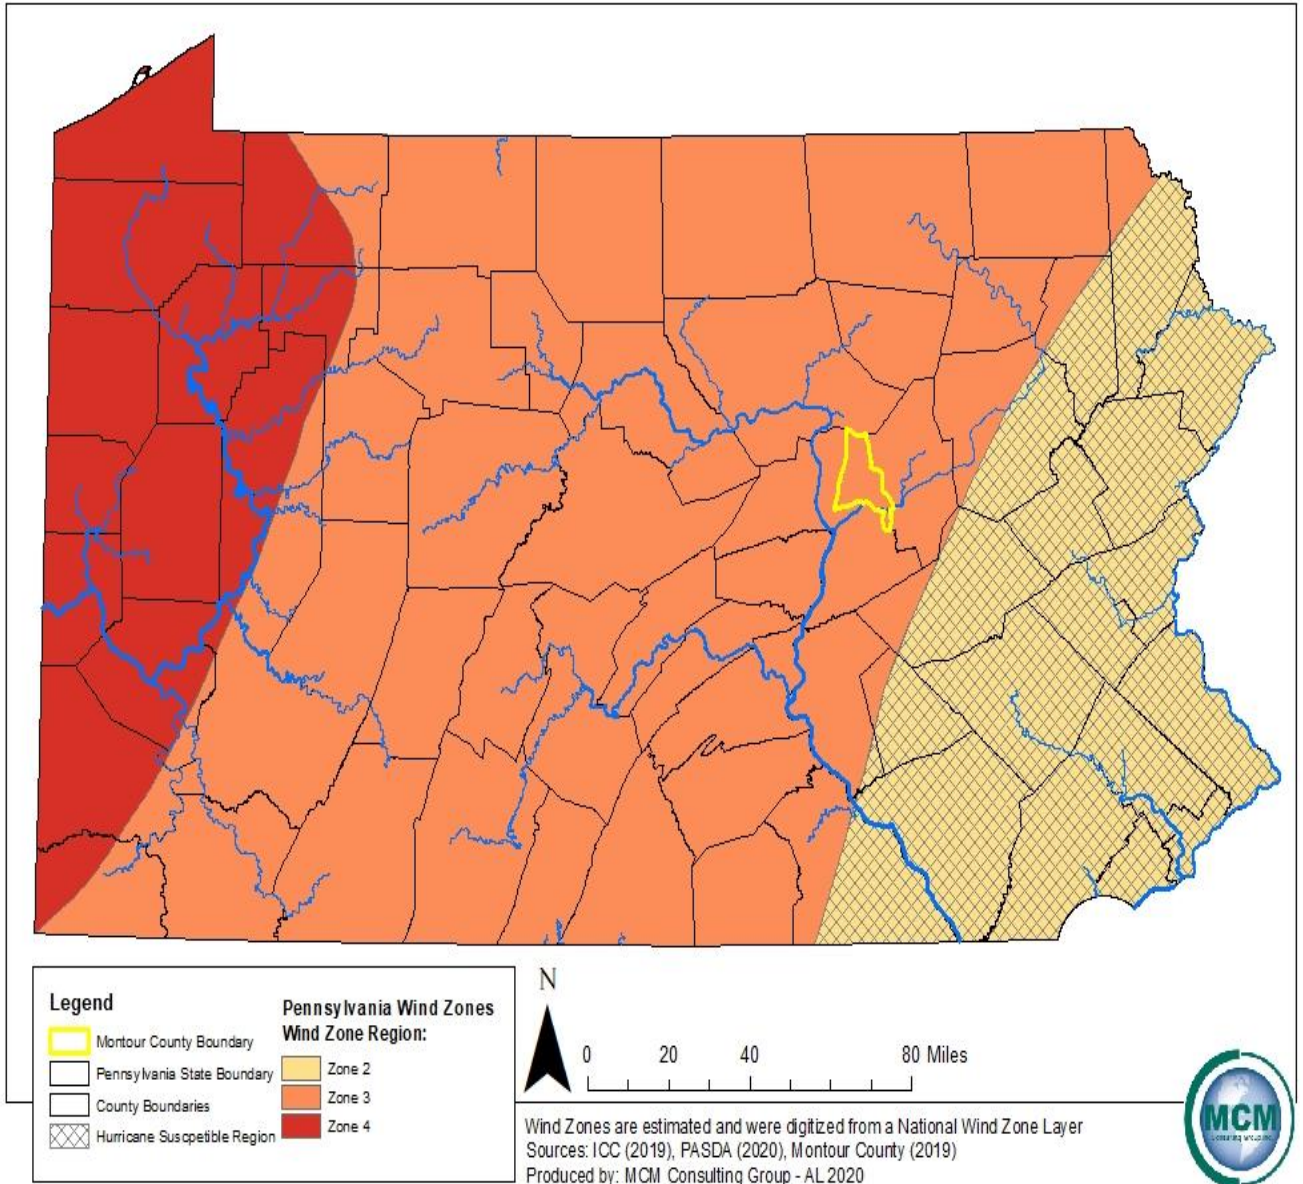 Legend
Montour County Boundary
Pennsylvania State Boundary
County Boundaries
Hurricane Suscpetible Region
Pennsylvania Wind Zones
Wind Zone Region:
Zone 2
Zone 3
Zone 4
N
0 20 40 80 Miles
Wind Zones are estimated and were digitized from a National Wind Zone Layer
Sources: ICC (2019), PASDA (2020), Montour County (2019)
Produced by: MCM Consulting Group - AL 2020
MCM
Consulting Group, Inc.